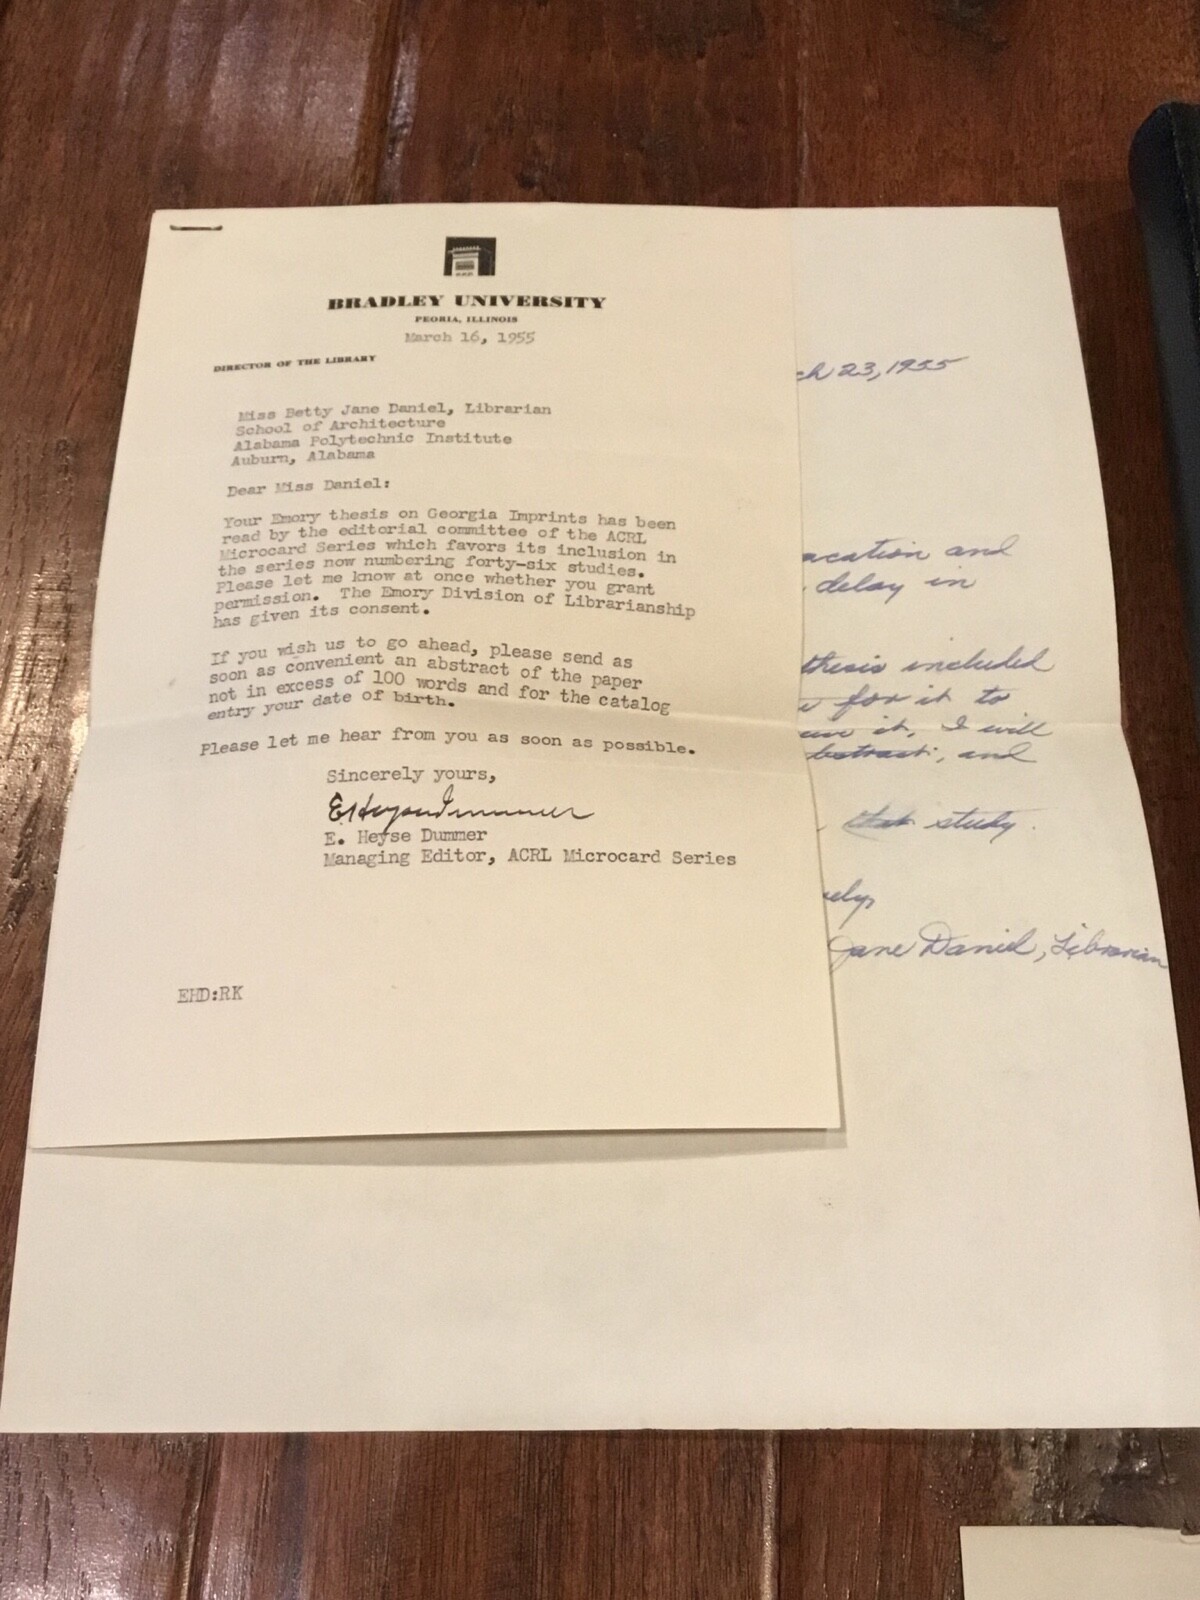 BRADLEY UNIVERSITY
PEORIA, ILLINOIS
March 16, 1955
DIRECTOR OF THE LIBRARY
Miss Betty Jane Daniel, Librarian
School of Architecture
Alabama Polytechnic Institute
Auburn, Alabama
Dear Miss Daniel:
Your Emory thesis on Georgia Imprints has been
read by the editorial committee of the ACRL
Microcard Series which favors its inclusion in
the series now numbering forty-six studies.
Please let me know at once whether you grant
permission. The Emory Division of Librarianship
has given its consent.
If you wish us to go ahead, please send as
soon as convenient an abstract of the paper
not in excess of 100 words and for the catalog
entry your date of birth.
Please let me hear from you as soon as possible.
Sincerely yours,
E Heyse Dummer
E. Heyse Dummer
Managing Editor, ACRL Microcard Series
EHD:RK
ch 23, 1955
acation and
delay in
thesis included
for it to
it, I will
bstract, and
that study.
ely,
Jane Daniel, Librarian